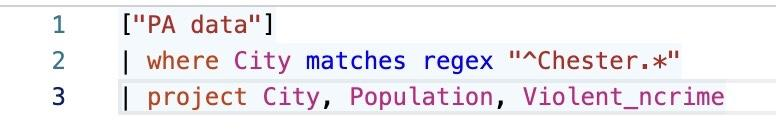 1 ["PA data"]
2 | where City matches regex "^Chester.*"
3 | project City, Population, Violent_ncrime